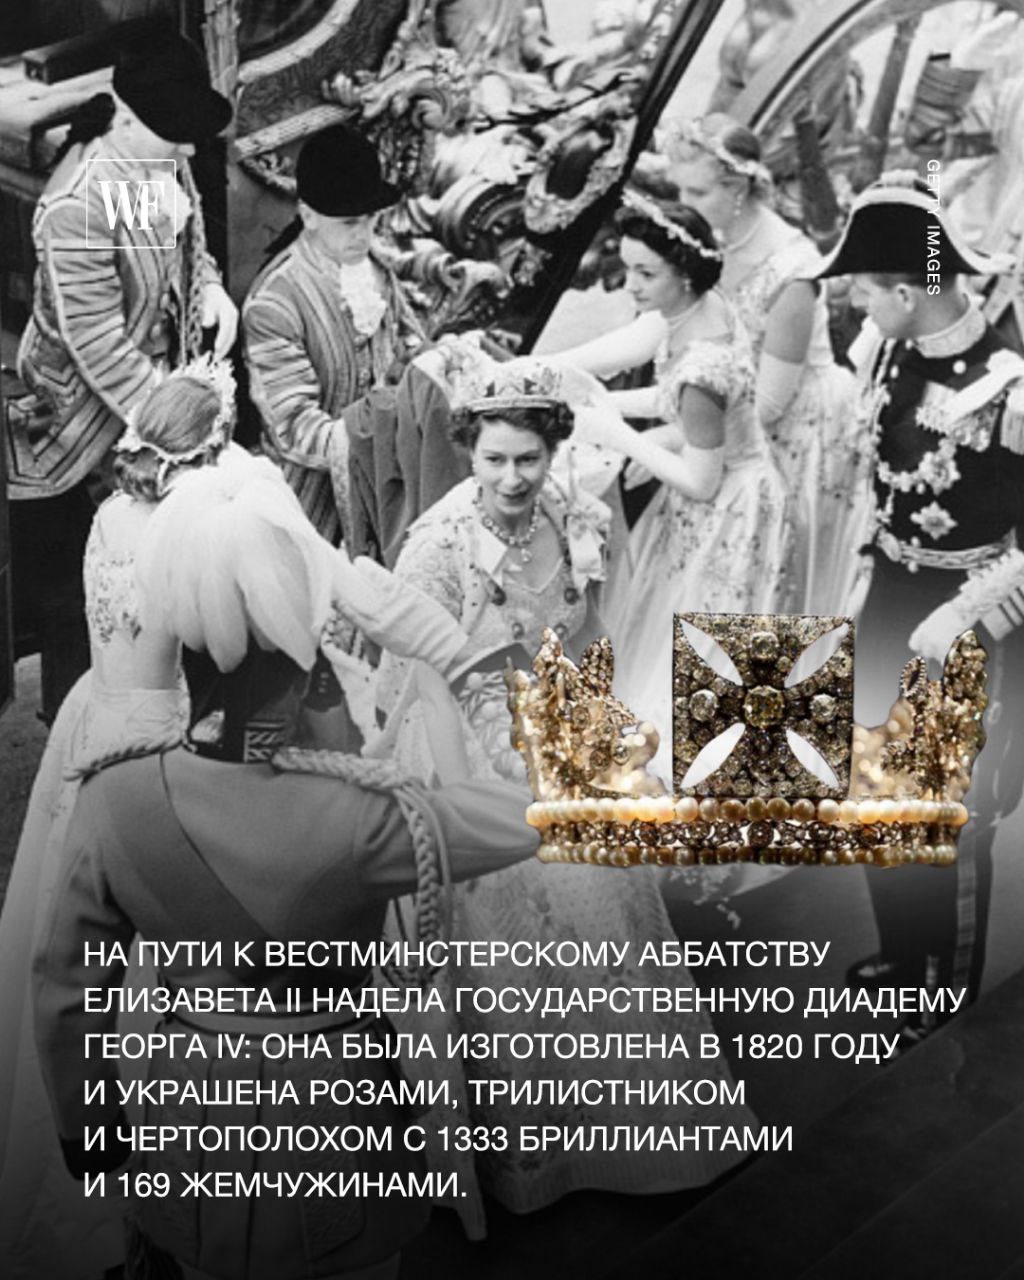 WF
GETTY IMAGES
НА ПУТИ К ВЕСТМИНСТЕРСКОМУ АББАТСТВУ
ЕЛИЗАВЕТА II НАДЕЛА ГОСУДАРСТВЕННУЮ ДИАДЕМУ
ГЕОРГА IV: ОНА БЫЛА ИЗГОТОВЛЕНА В 1820 ГОДУ
И УКРАШЕНА РОЗАМИ, ТРИЛИСТНИКОМ
И ЧЕРТОПОЛОХОМ С 1333 БРИЛЛИАНТАМИ
И 169 ЖЕМЧУЖИНАМИ.